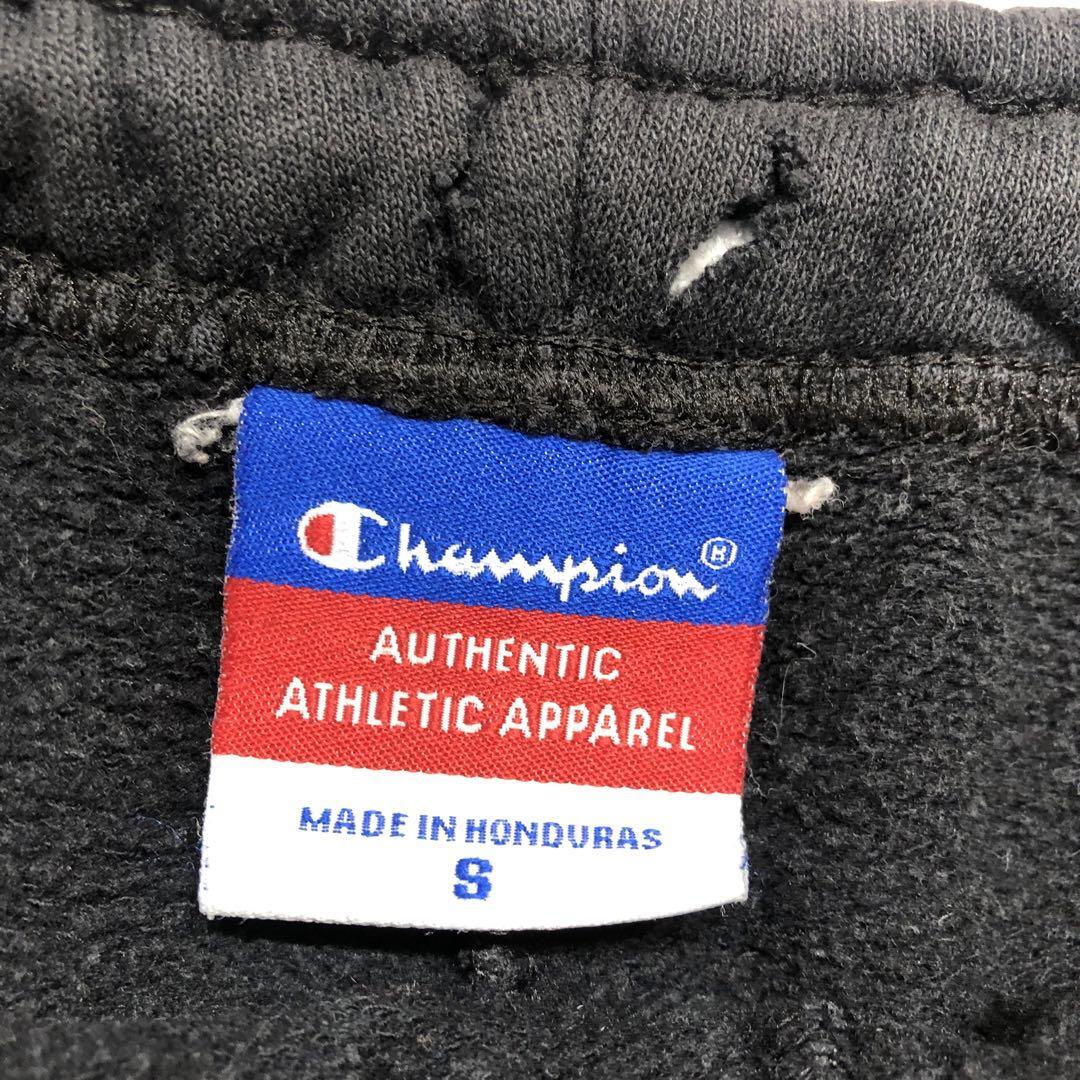 Champion®
AUTHENTIC
ATHLETIC APPAREL
MADE IN HONDURAS
S